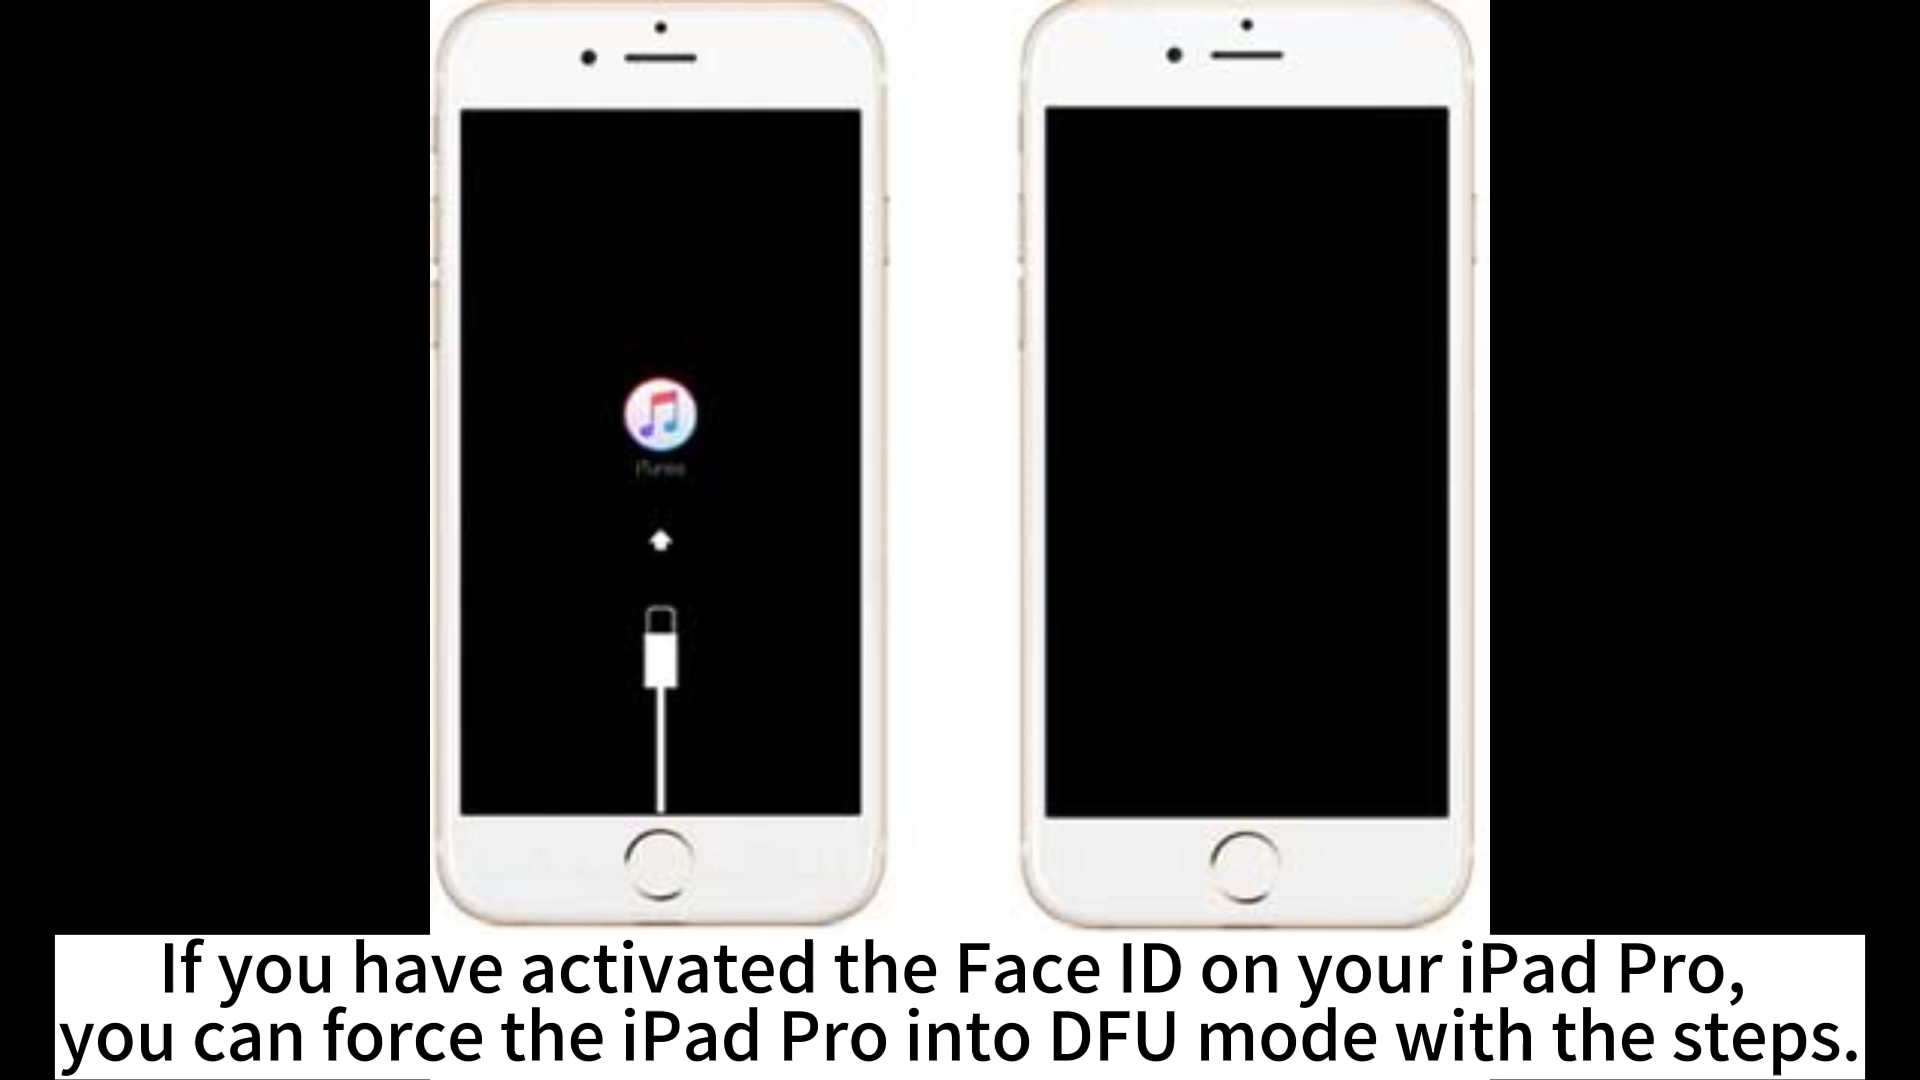 iTunes
If you have activated the Face ID on your iPad Pro,
you can force the iPad Pro into DFU mode with the steps.